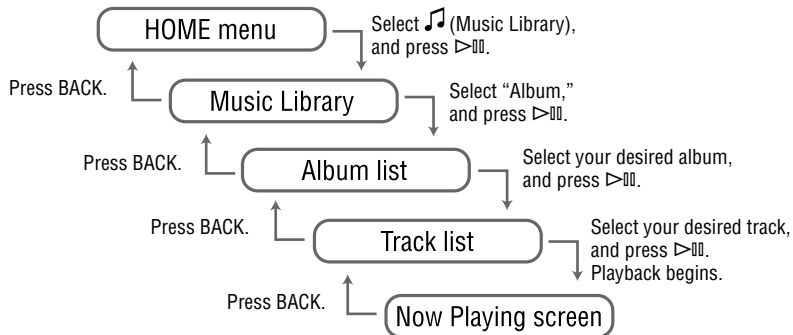 HOME menu
Select ♫ (Music Library),
and press ▷II.
Press BACK.
Music Library
Select “Album,”
and press ▷II.
Press BACK.
Album list
Select your desired album,
and press ▷II.
Press BACK.
Track list
Select your desired track,
and press ▷II.
Playback begins.
Press BACK.
Now Playing screen